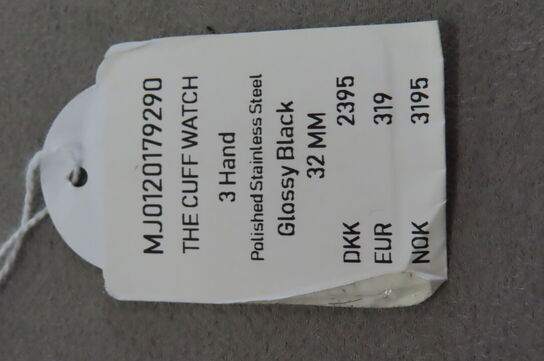 MJ0120179290
THE CUFF WATCH
3 Hand
Polished Stainless Steel
Glossy Black
32 MM
DKK 2395
EUR 319
NOK 3195